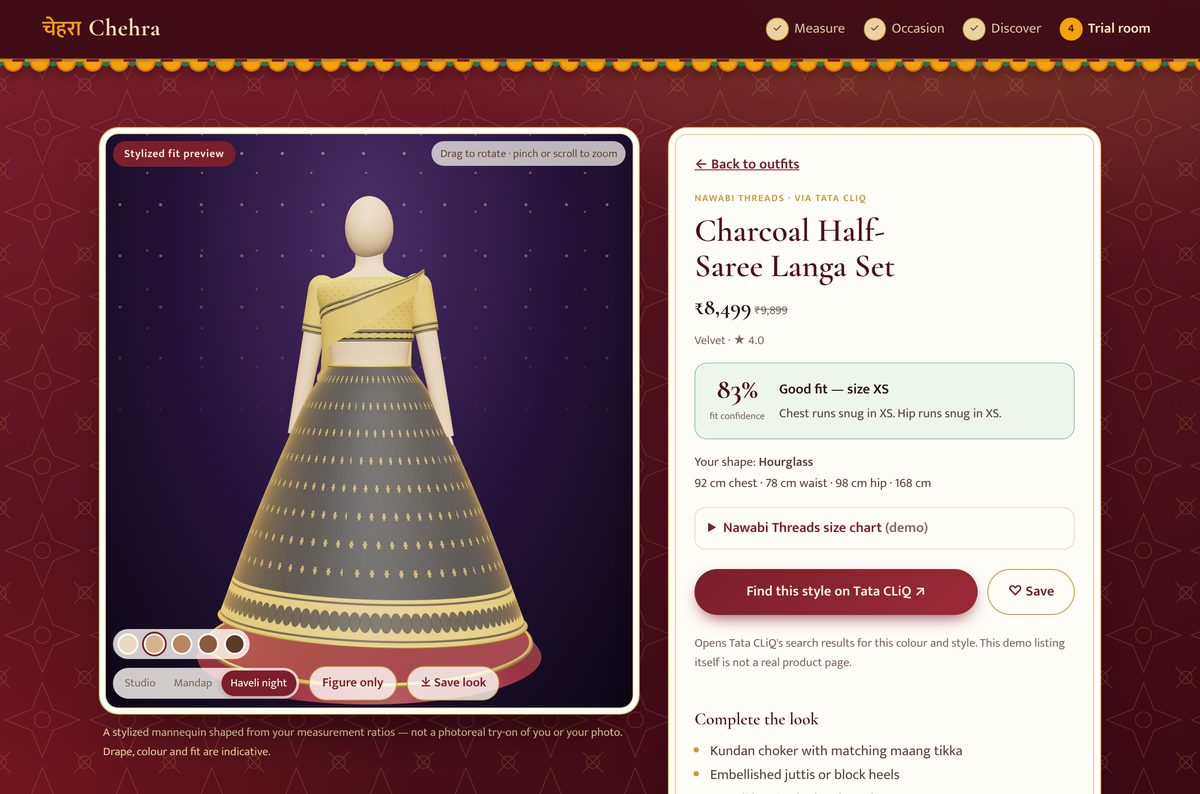 चेहरा Chehra
✓ Measure ✓ Occasion ✓ Discover 4 Trial room
Stylized fit preview
Drag to rotate · pinch or scroll to zoom
Studio Mandap Haveli night
Figure only
Save look
A stylized mannequin shaped from your measurement ratios — not a photoreal try-on of you or your photo.
Drape, colour and fit are indicative.
← Back to outfits
NAWABI THREADS · VIA TATA CLIQ
Charcoal Half-
Saree Langa Set
₹8,499 ₹9,899
Velvet · ★ 4.0
83%
fit confidence
Good fit — size XS
Chest runs snug in XS. Hip runs snug in XS.
Your shape: Hourglass
92 cm chest · 78 cm waist · 98 cm hip · 168 cm
▶ Nawabi Threads size chart (demo)
Find this style on Tata CLiQ ↗
♡ Save
Opens Tata CLiQ's search results for this colour and style. This demo listing
itself is not a real product page.
Complete the look
Kundan choker with matching maang tikka
Embellished juttis or block heels